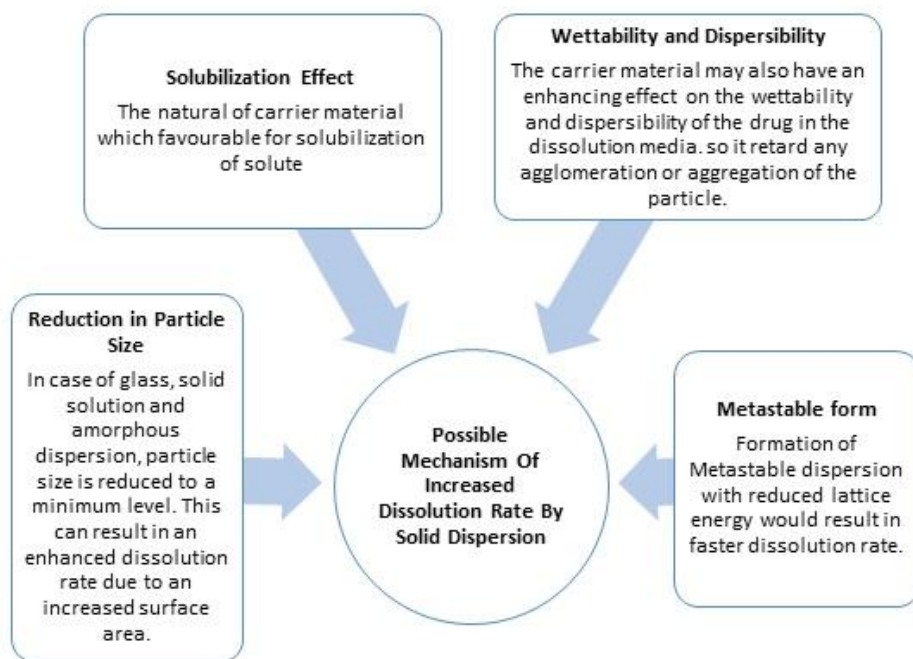 Solubilization Effect
The natural of carrier material
which favourable for solubilization
of solute
Wettability and Dispersibility
The carrier material may also have an
enhancing effect on the wettability
and dispersibility of the drug in the
dissolution media. so it retard any
agglomeration or aggregation of the
particle.
Reduction in Particle
Size
In case of glass, solid
solution and
amorphous
dispersion, particle
size is reduced to a
minimum level. This
can result in an
enhanced dissolution
rate due to an
increased surface
area.
Possible
Mechanism Of
Increased
Dissolution Rate By
Solid Dispersion
Metastable form
Formation of
Metastable dispersion
with reduced lattice
energy would result in
faster dissolution rate.